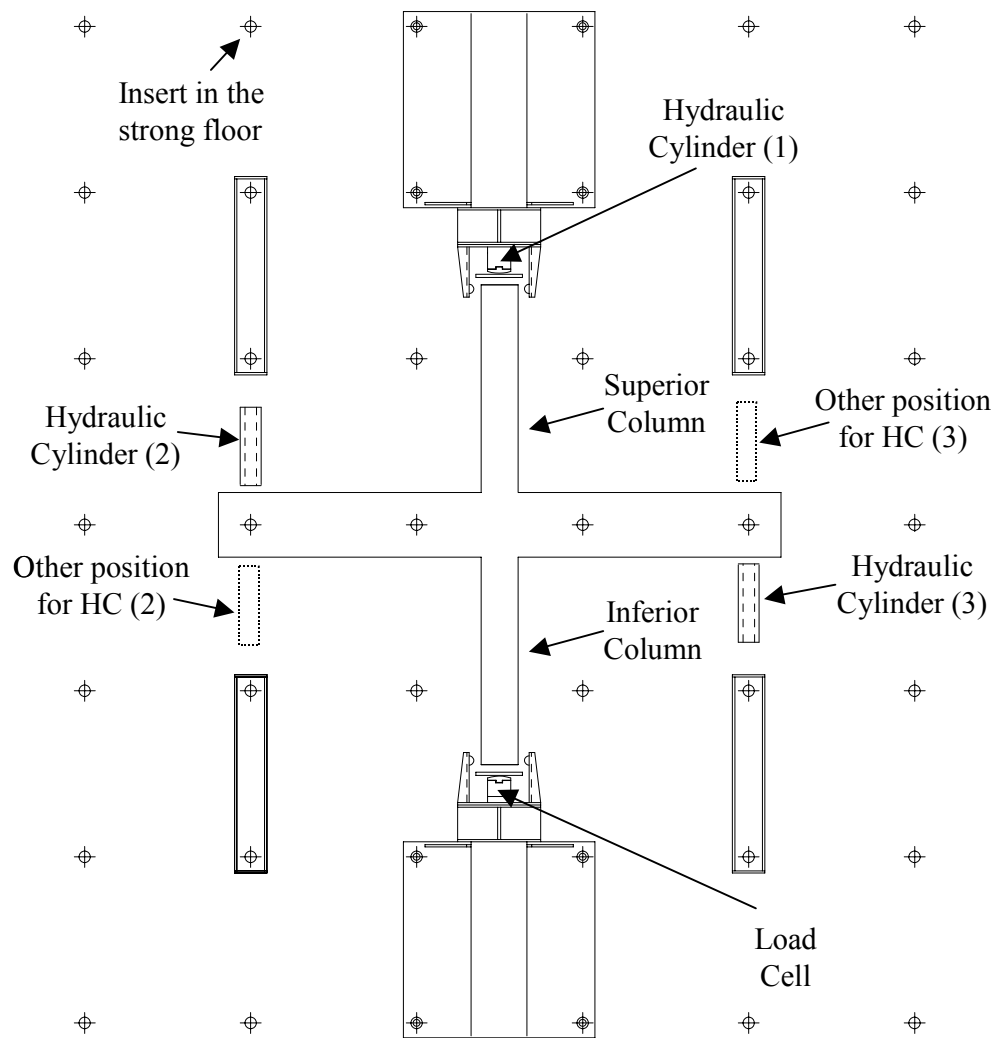 Insert in the
strong floor
Hydraulic
Cylinder (1)
Superior
Column
Other position
for HC (3)
Hydraulic
Cylinder (2)
Other position
for HC (2)
Hydraulic
Cylinder (3)
Inferior
Column
Load
Cell